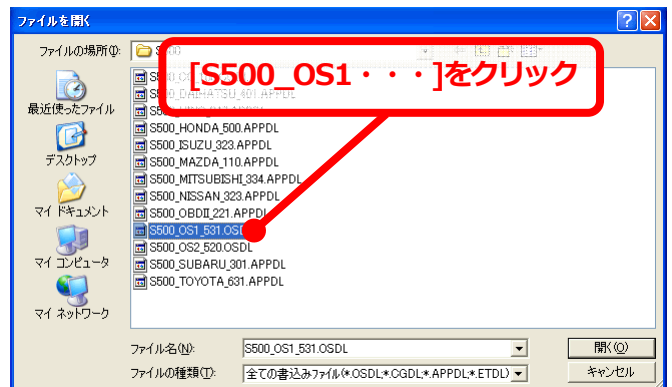 ファイルを開く
ファイルの場所(I):
S500
[S500_OS1・・・]をクリック
S500_DAIHATSU_401.APPDL
S500_HONDA_500.APPDL
S500_ISUZU_323.APPDL
S500_MAZDA_110.APPDL
S500_MITSUBISHI_334.APPDL
S500_NISSAN_323.APPDL
S500_OBDII_221.APPDL
S500_OS1_531.OSDL
S500_OS2_520.OSDL
S500_SUBARU_301.APPDL
S500_TOYOTA_631.APPDL
最近使ったファイル
デスクトップ
マイ ドキュメント
マイ コンピュータ
マイ ネットワーク
ファイル名(N):
S500_OS1_531.OSDL
開く(O)
ファイルの種類(T):
全ての書込みファイル(*.OSDL;*.CGDL;*.APPDL;*.ETDL)
キャンセル